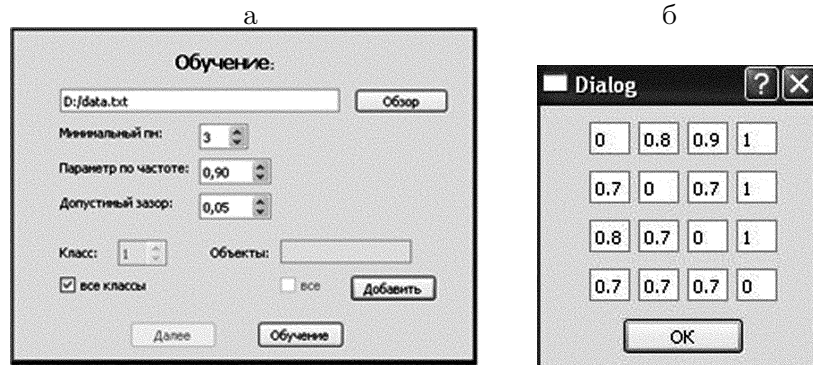 а
Обучение:
D:/data.txt Обзор
Минимальный пн: 3
Параметр по частоте: 0,90
Допустимый зазор: 0,05
Класс: 1 Объекты:
все классы все Добавить
Далее Обучение
б
Dialog
0 0.8 0.9 1
0.7 0 0.7 1
0.8 0.7 0 1
0.7 0.7 0.7 0
OK